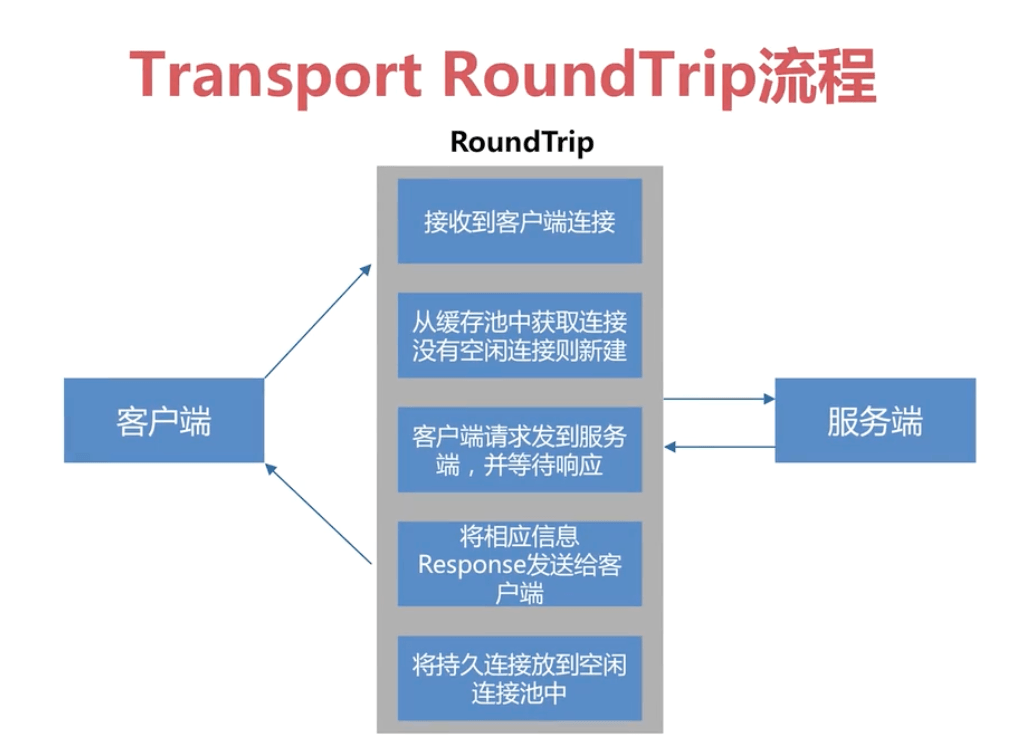 Transport RoundTrip流程
RoundTrip
接收到客户端连接
从缓存池中获取连接
没有空闲连接则新建
客户端
客户端请求发到服务
端，并等待响应
服务端
将相应信息
Response发送给客
户端
将持久连接放到空闲
连接池中